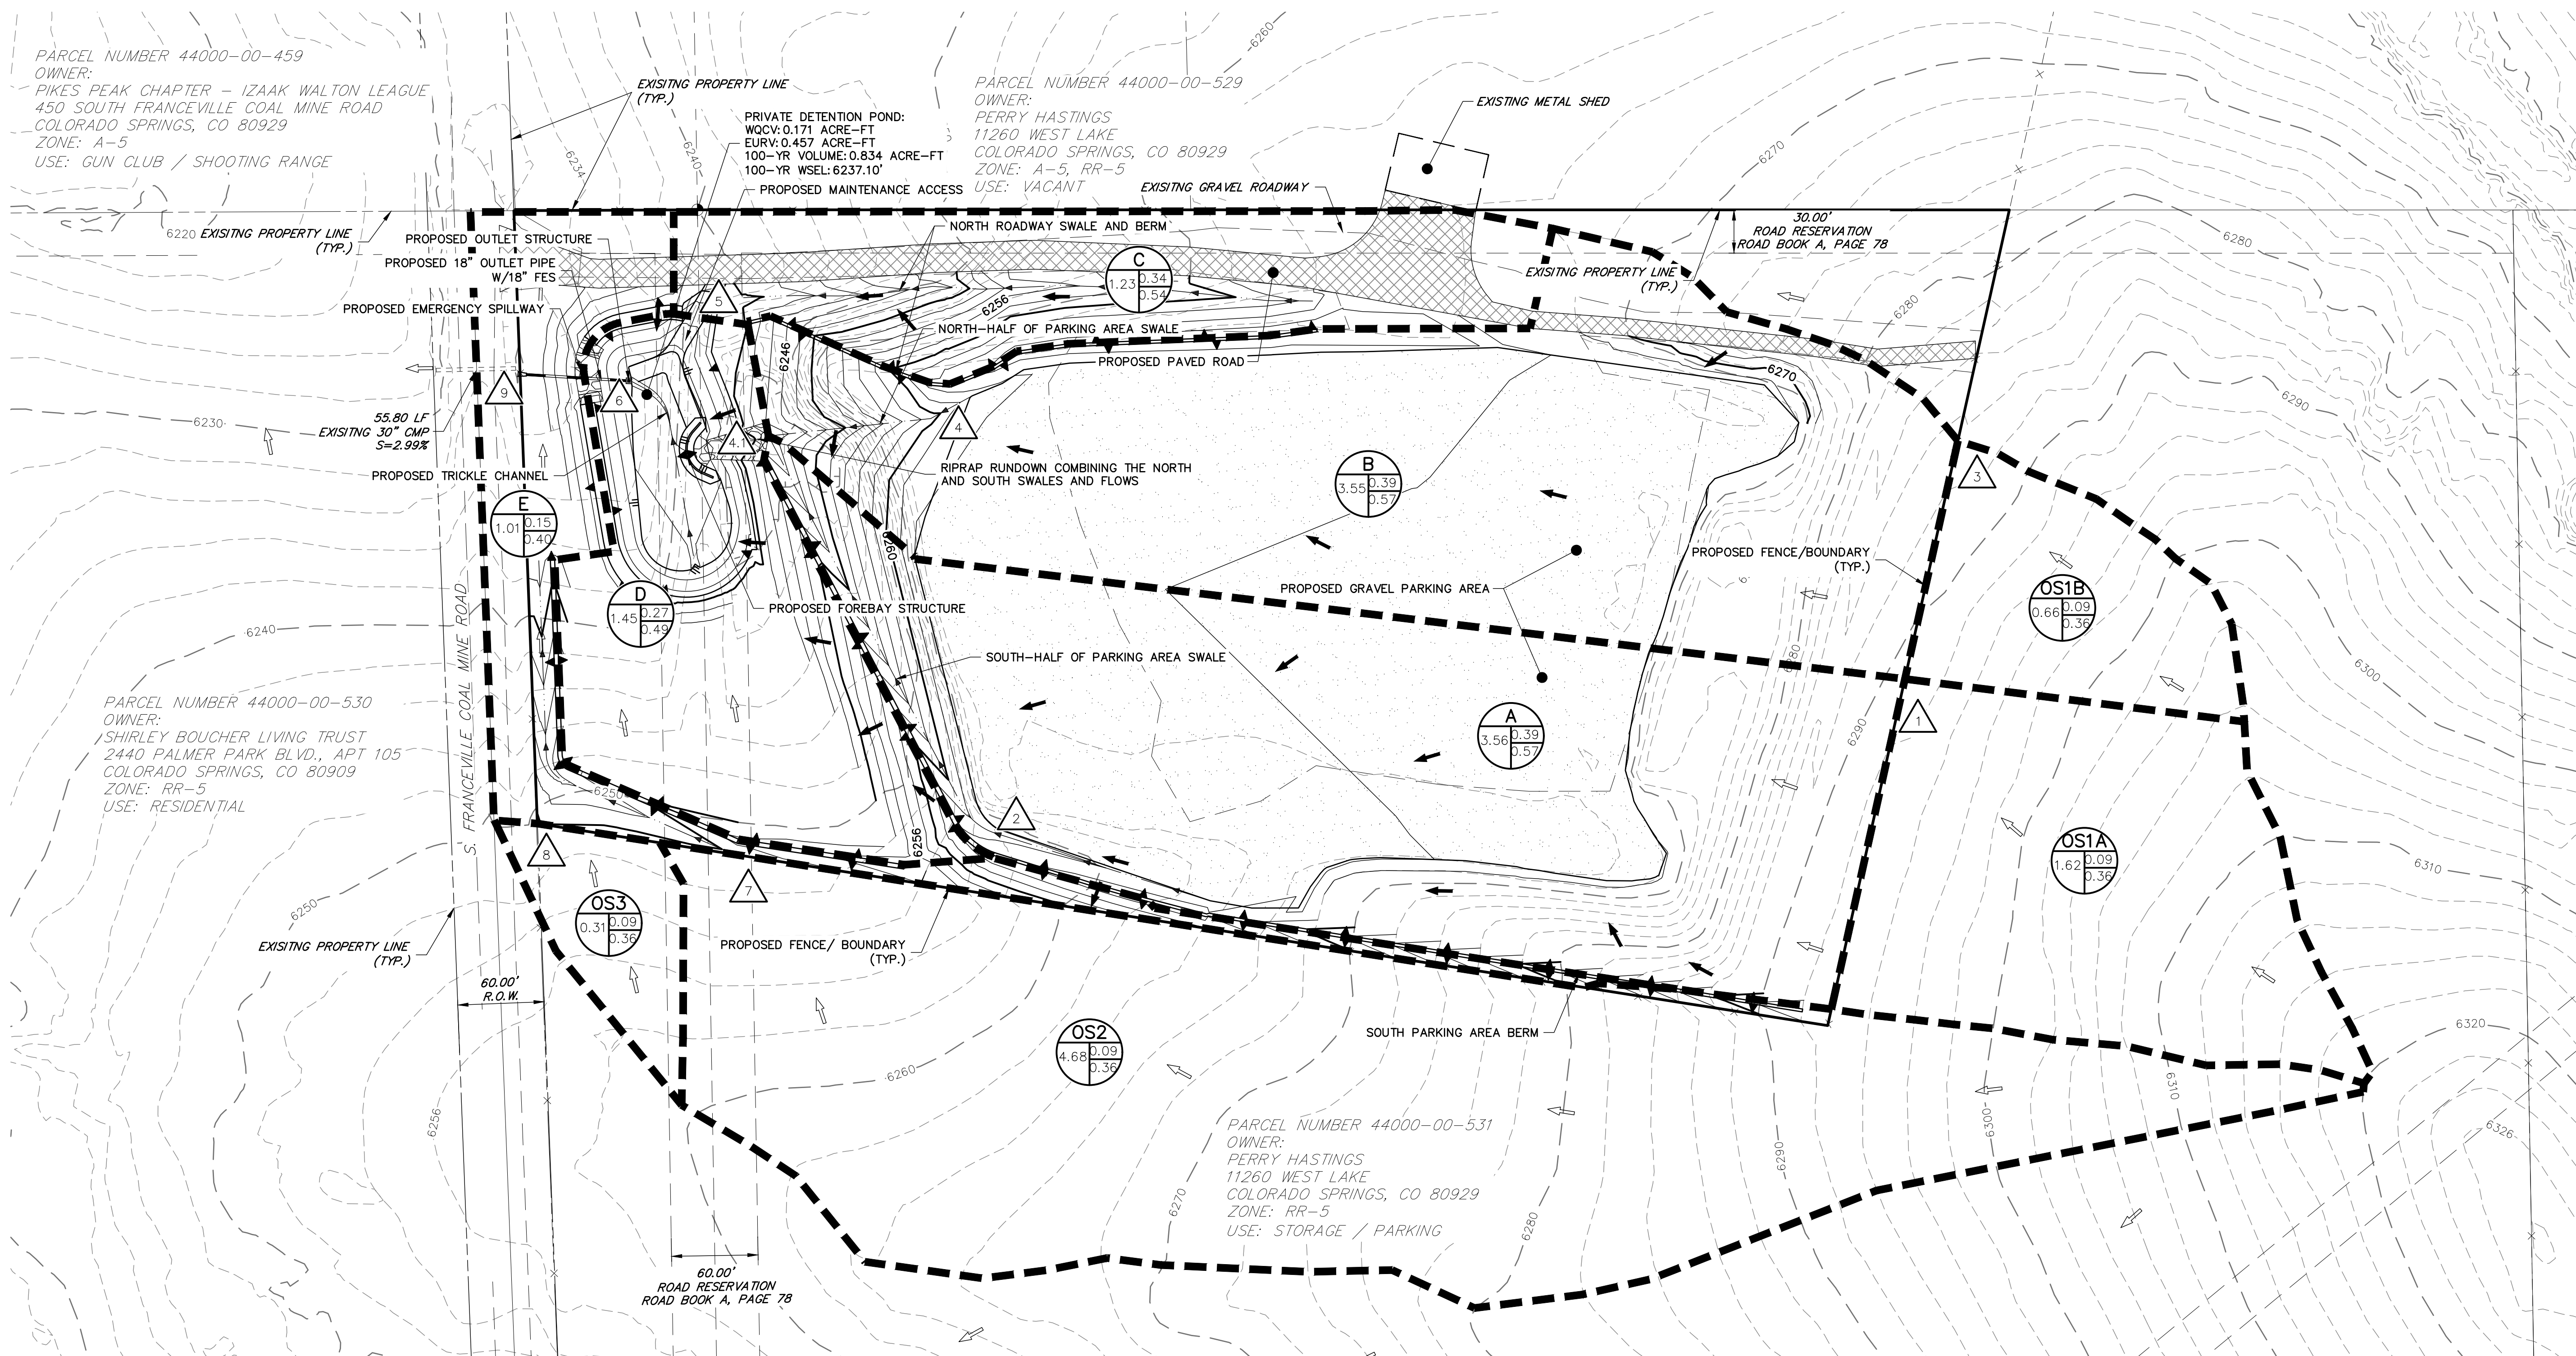 PARCEL NUMBER 44000-00-459
OWNER:
PIKES PEAK CHAPTER - IZAAK WALTON LEAGUE
450 SOUTH FRANCEVILLE COAL MINE ROAD
COLORADO SPRINGS, CO 80929
ZONE: A-5
USE: GUN CLUB / SHOOTING RANGE
EXISITNG PROPERTY LINE
(TYP.)
PRIVATE DETENTION POND:
WQCV: 0.171 ACRE-FT
EURV: 0.457 ACRE-FT
100-YR VOLUME: 0.834 ACRE-FT
100-YR WSEL: 6237.10'
PROPOSED MAINTENANCE ACCESS
PARCEL NUMBER 44000-00-529
OWNER:
PERRY HASTINGS
11260 WEST LAKE
COLORADO SPRINGS, CO 80929
ZONE: A-5, RR-5
USE: VACANT
EXISITNG GRAVEL ROADWAY
EXISTING METAL SHED
6260
6270
6234
6240
6220
EXISITNG PROPERTY LINE
(TYP.)
PROPOSED OUTLET STRUCTURE
PROPOSED 18" OUTLET PIPE
W/18" FES
PROPOSED EMERGENCY SPILLWAY
NORTH ROADWAY SWALE AND BERM
30.00'
ROAD RESERVATION
ROAD BOOK A, PAGE 78
EXISITNG PROPERTY LINE
(TYP.)
6280
6280
C
1.23
0.34
0.54
5
6256
NORTH-HALF OF PARKING AREA SWALE
PROPOSED PAVED ROAD
6246
6270
6290
9
6
4
4.1
3
55.80 LF
EXISITNG 30" CMP
S=2.99%
6230
PROPOSED TRICKLE CHANNEL
RIPRAP RUNDOWN COMBINING THE NORTH
AND SOUTH SWALES AND FLOWS
B
3.55
0.39
0.57
E
1.01
0.15
0.40
6260
PROPOSED FENCE/BOUNDARY
(TYP.)
PROPOSED GRAVEL PARKING AREA
D
1.45
0.27
0.49
PROPOSED FOREBAY STRUCTURE
OS1B
0.66
0.09
0.36
6240
SOUTH-HALF OF PARKING AREA SWALE
6280
6300
PARCEL NUMBER 44000-00-530
OWNER:
SHIRLEY BOUCHER LIVING TRUST
2440 PALMER PARK BLVD., APT 105
COLORADO SPRINGS, CO 80909
ZONE: RR-5
USE: RESIDENTIAL
S. FRANCEVILLE COAL MINE ROAD
A
3.56
0.39
0.57
1
6290
6250
2
6256
8
7
OS1A
1.62
0.09
0.36
6310
6250
OS3
0.31
0.09
0.36
EXISITNG PROPERTY LINE
(TYP.)
PROPOSED FENCE/ BOUNDARY
(TYP.)
60.00'
R.O.W.
SOUTH PARKING AREA BERM
OS2
4.68
0.09
0.36
6320
6260
6256
6300
6310
6326
PARCEL NUMBER 44000-00-531
OWNER:
PERRY HASTINGS
11260 WEST LAKE
COLORADO SPRINGS, CO 80929
ZONE: RR-5
USE: STORAGE / PARKING
6270
6280
6290
60.00'
ROAD RESERVATION
ROAD BOOK A, PAGE 78